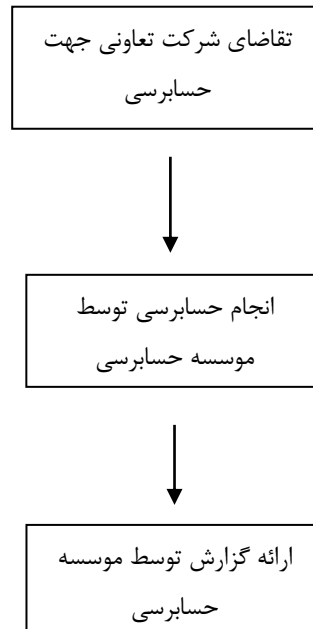 تقاضای شرکت تعاونی جهت
حسابرسی
انجام حسابرسی توسط
موسسه حسابرسی
ارائه گزارش توسط موسسه
حسابرسی